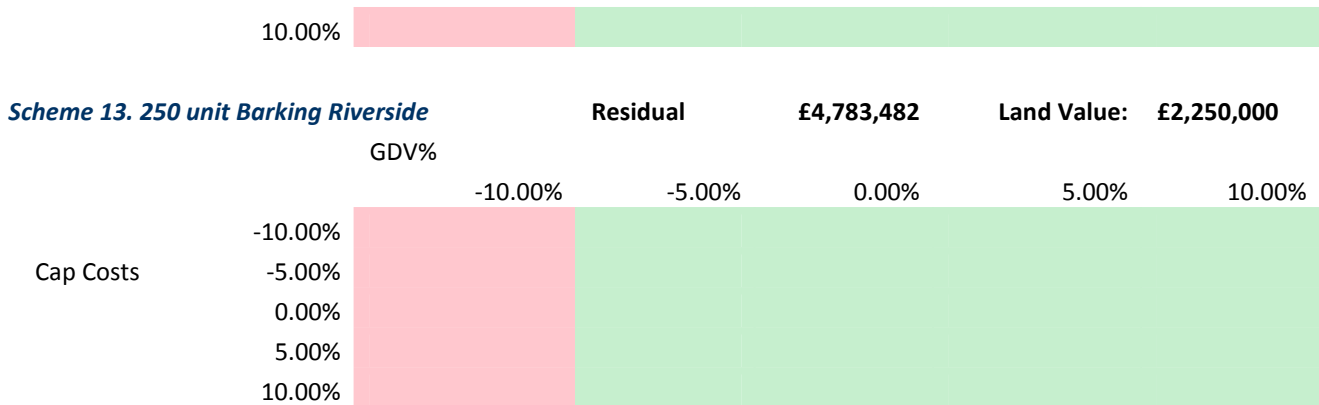 10.00%
Scheme 13. 250 unit Barking Riverside Residual £4,783,482 Land Value: £2,250,000
GDV%
-10.00% -5.00% 0.00% 5.00% 10.00%
-10.00%
Cap Costs -5.00%
0.00%
5.00%
10.00%